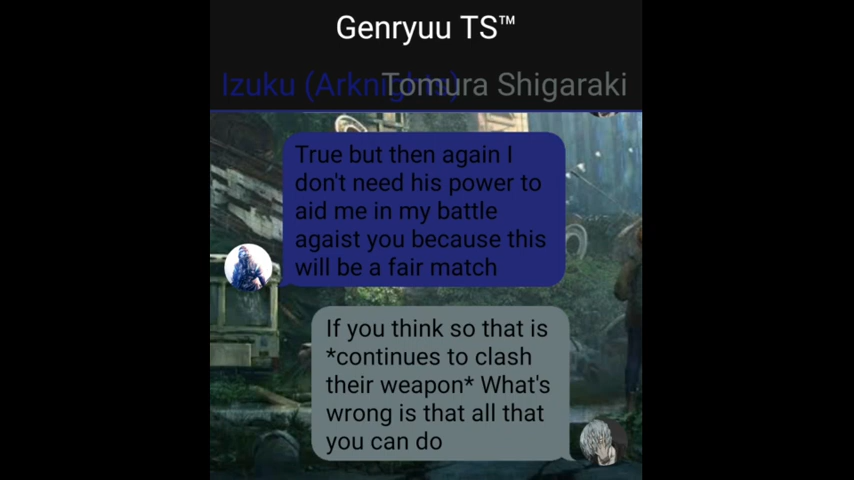 Genryuu TS™
Izuku (Arknights) Tomura Shigaraki
True but then again I
don't need his power to
aid me in my battle
agaist you because this
will be a fair match
If you think so that is
*continues to clash
their weapon* What's
wrong is that all that
you can do